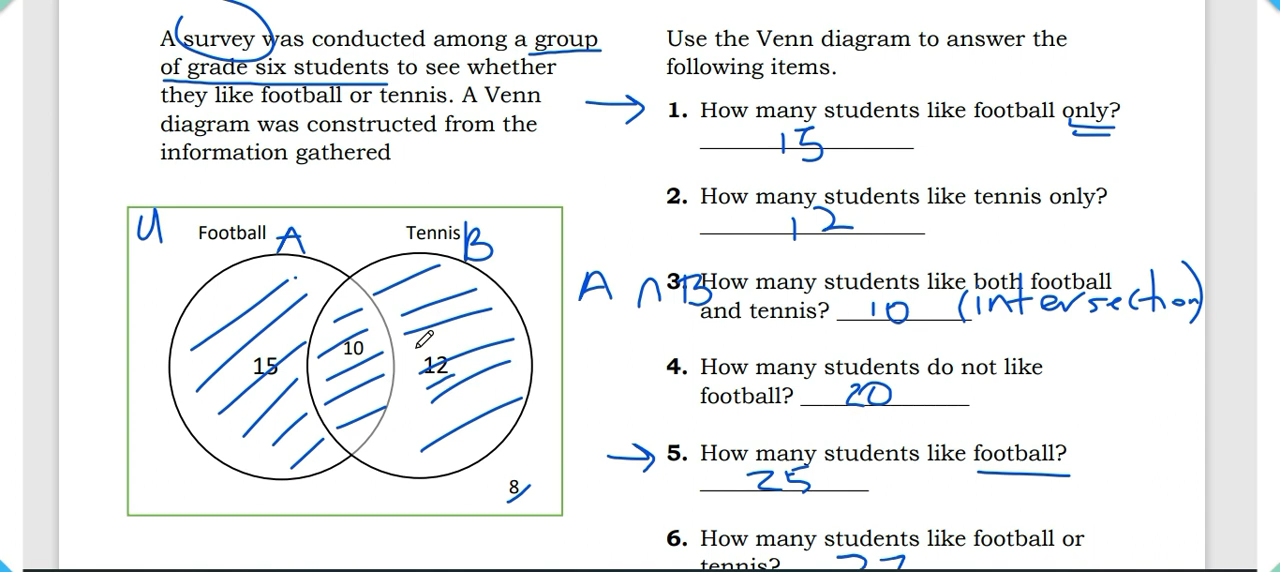 A survey was conducted among a group
of grade six students to see whether
they like football or tennis. A Venn
diagram was constructed from the
information gathered
U
Football A
Tennis B
15
10
12
8
Use the Venn diagram to answer the
following items.
1. How many students like football only?
15
2. How many students like tennis only?
12
A ∩ B
3. How many students like both football
and tennis? 10 (intersection)
4. How many students do not like
football? 20
5. How many students like football?
25
6. How many students like football or
tennis?